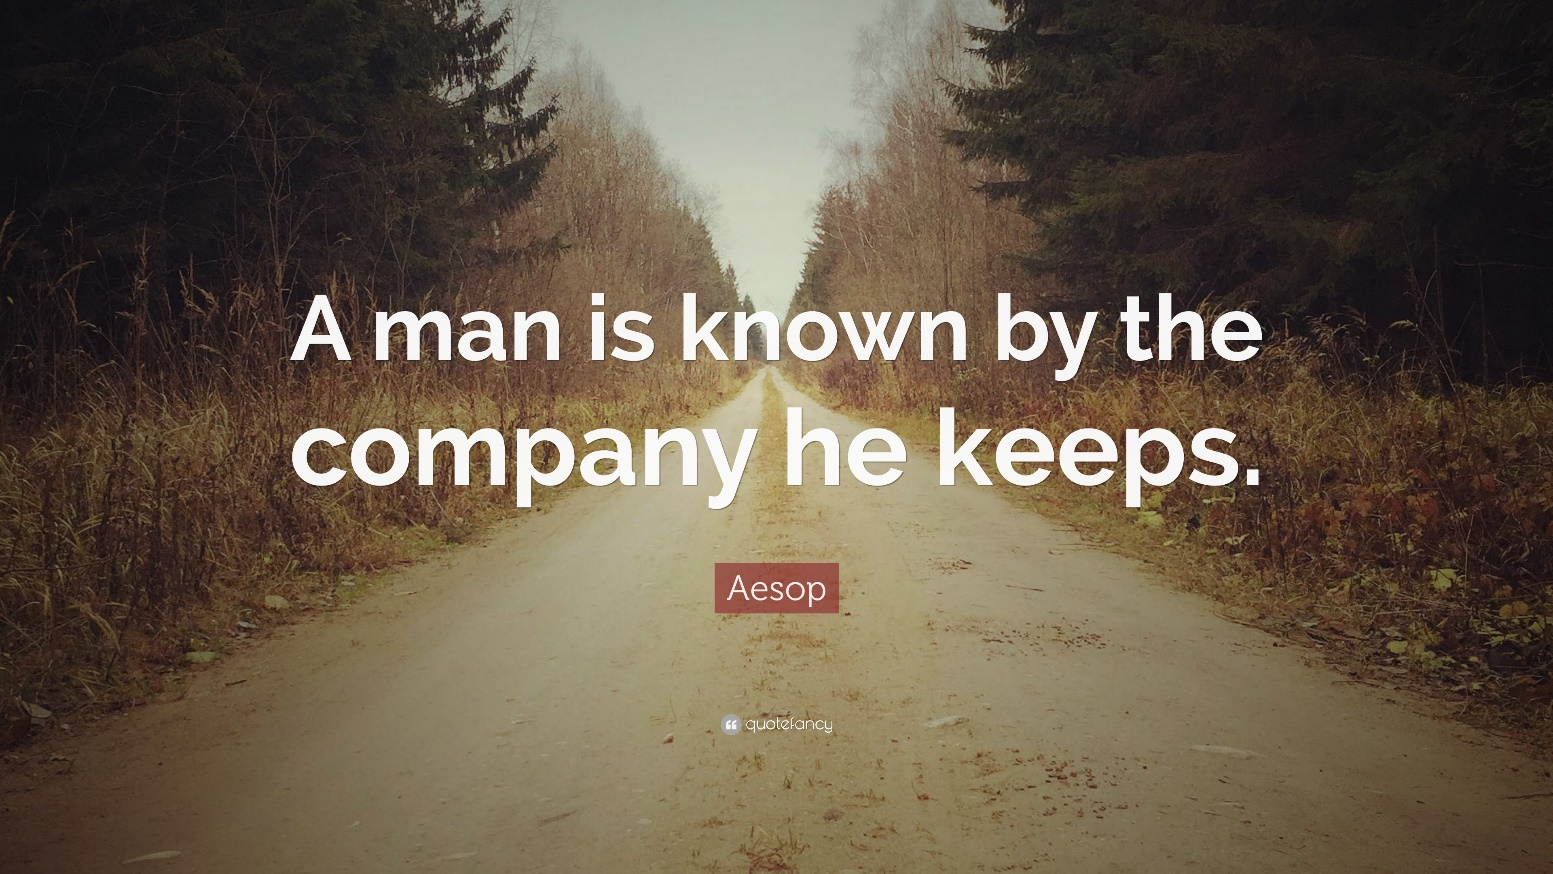 A man is known by the
company he keeps.
Aesop
quotefancy